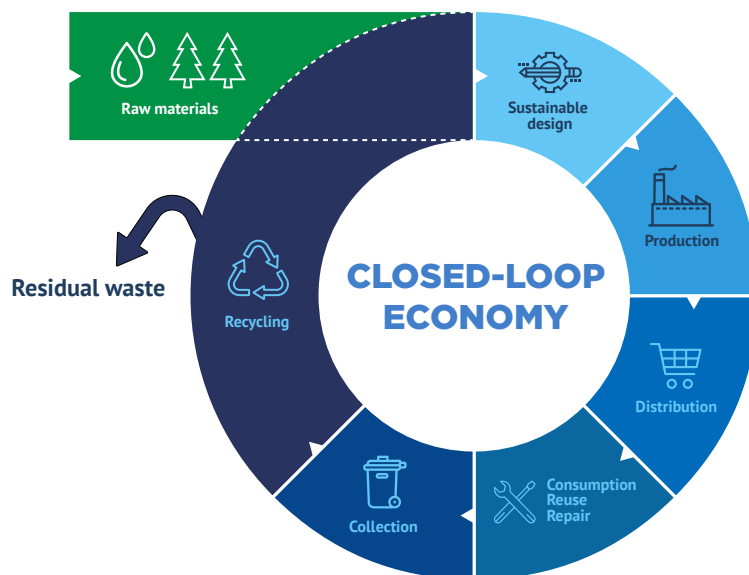 Raw materials
Sustainable
design
Production
Residual waste
Recycling
CLOSED-LOOP
ECONOMY
Distribution
Consumption
Reuse
Repair
Collection